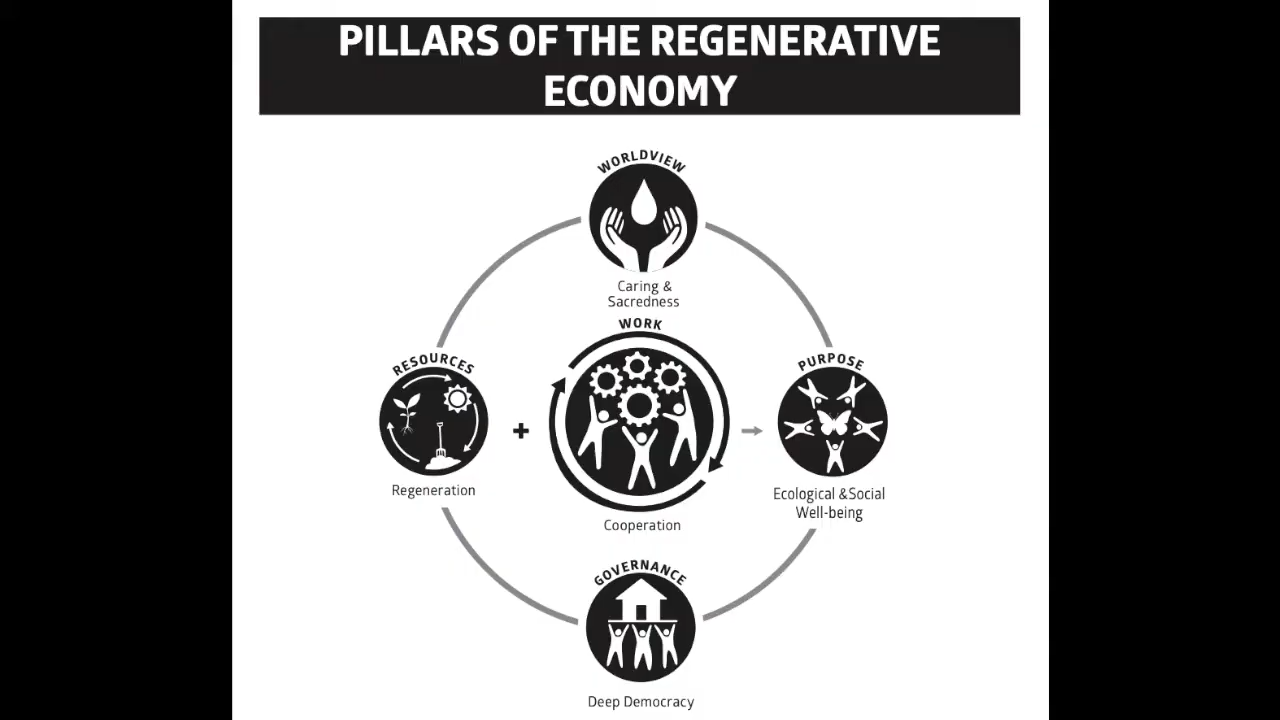 PILLARS OF THE REGENERATIVE
ECONOMY
WORLDVIEW
Caring &
Sacredness
WORK
Cooperation
RESOURCES
Regeneration
+
PURPOSE
Ecological &Social
Well-being
GOVERNANCE
Deep Democracy